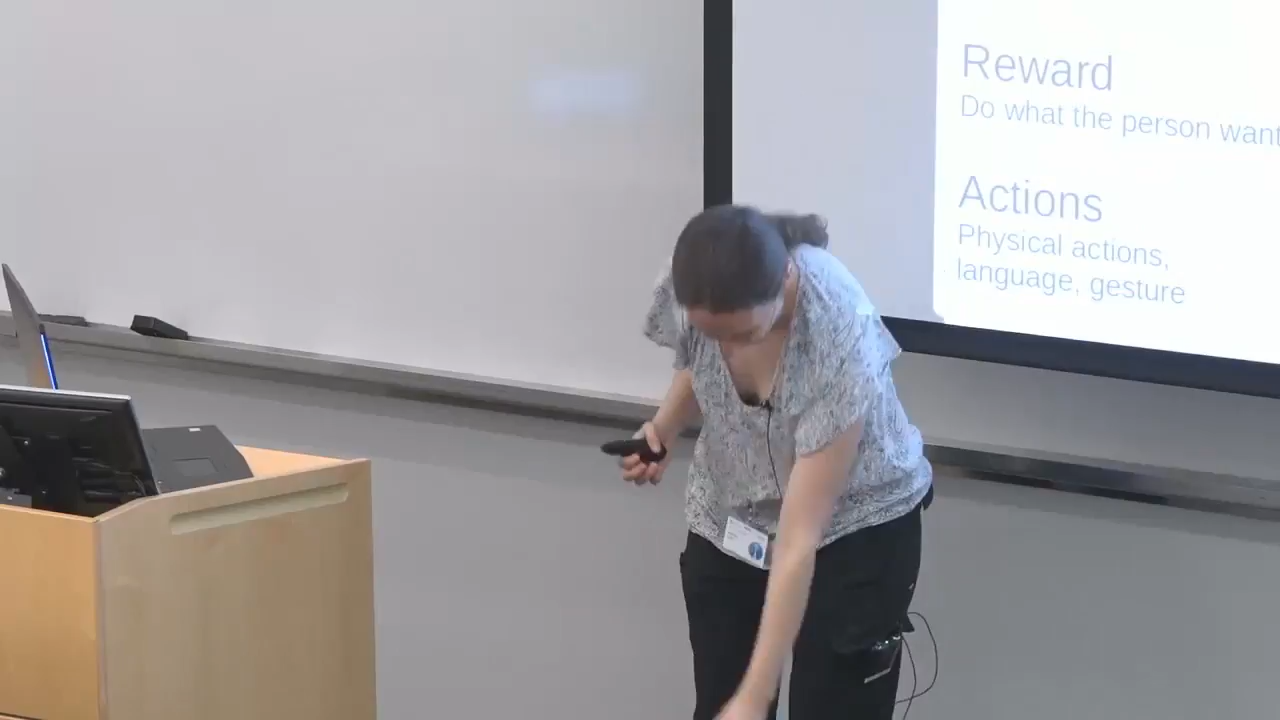 Reward
Do what the person want
Actions
Physical actions,
language, gesture